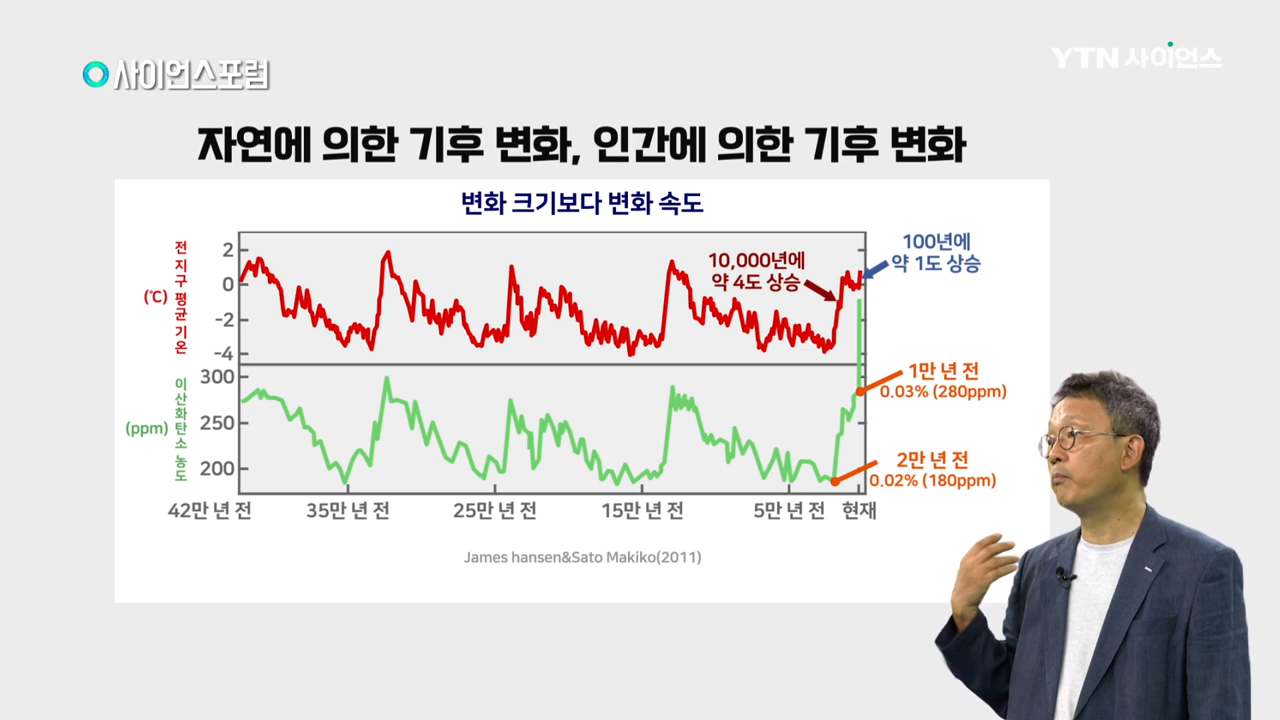 사이언스포럼
YTN 사이언스
자연에 의한 기후 변화, 인간에 의한 기후 변화
변화 크기보다 변화 속도
전 지구 평균 기온
(℃)
2
0
-2
-4
10,000년에
약 4도 상승
100년에
약 1도 상승
이산화탄소 농도
(ppm)
300
250
200
1만 년 전
0.03% (280ppm)
2만 년 전
0.02% (180ppm)
42만 년 전
35만 년 전
25만 년 전
15만 년 전
5만 년 전
현재
James hansen&Sato Makiko(2011)